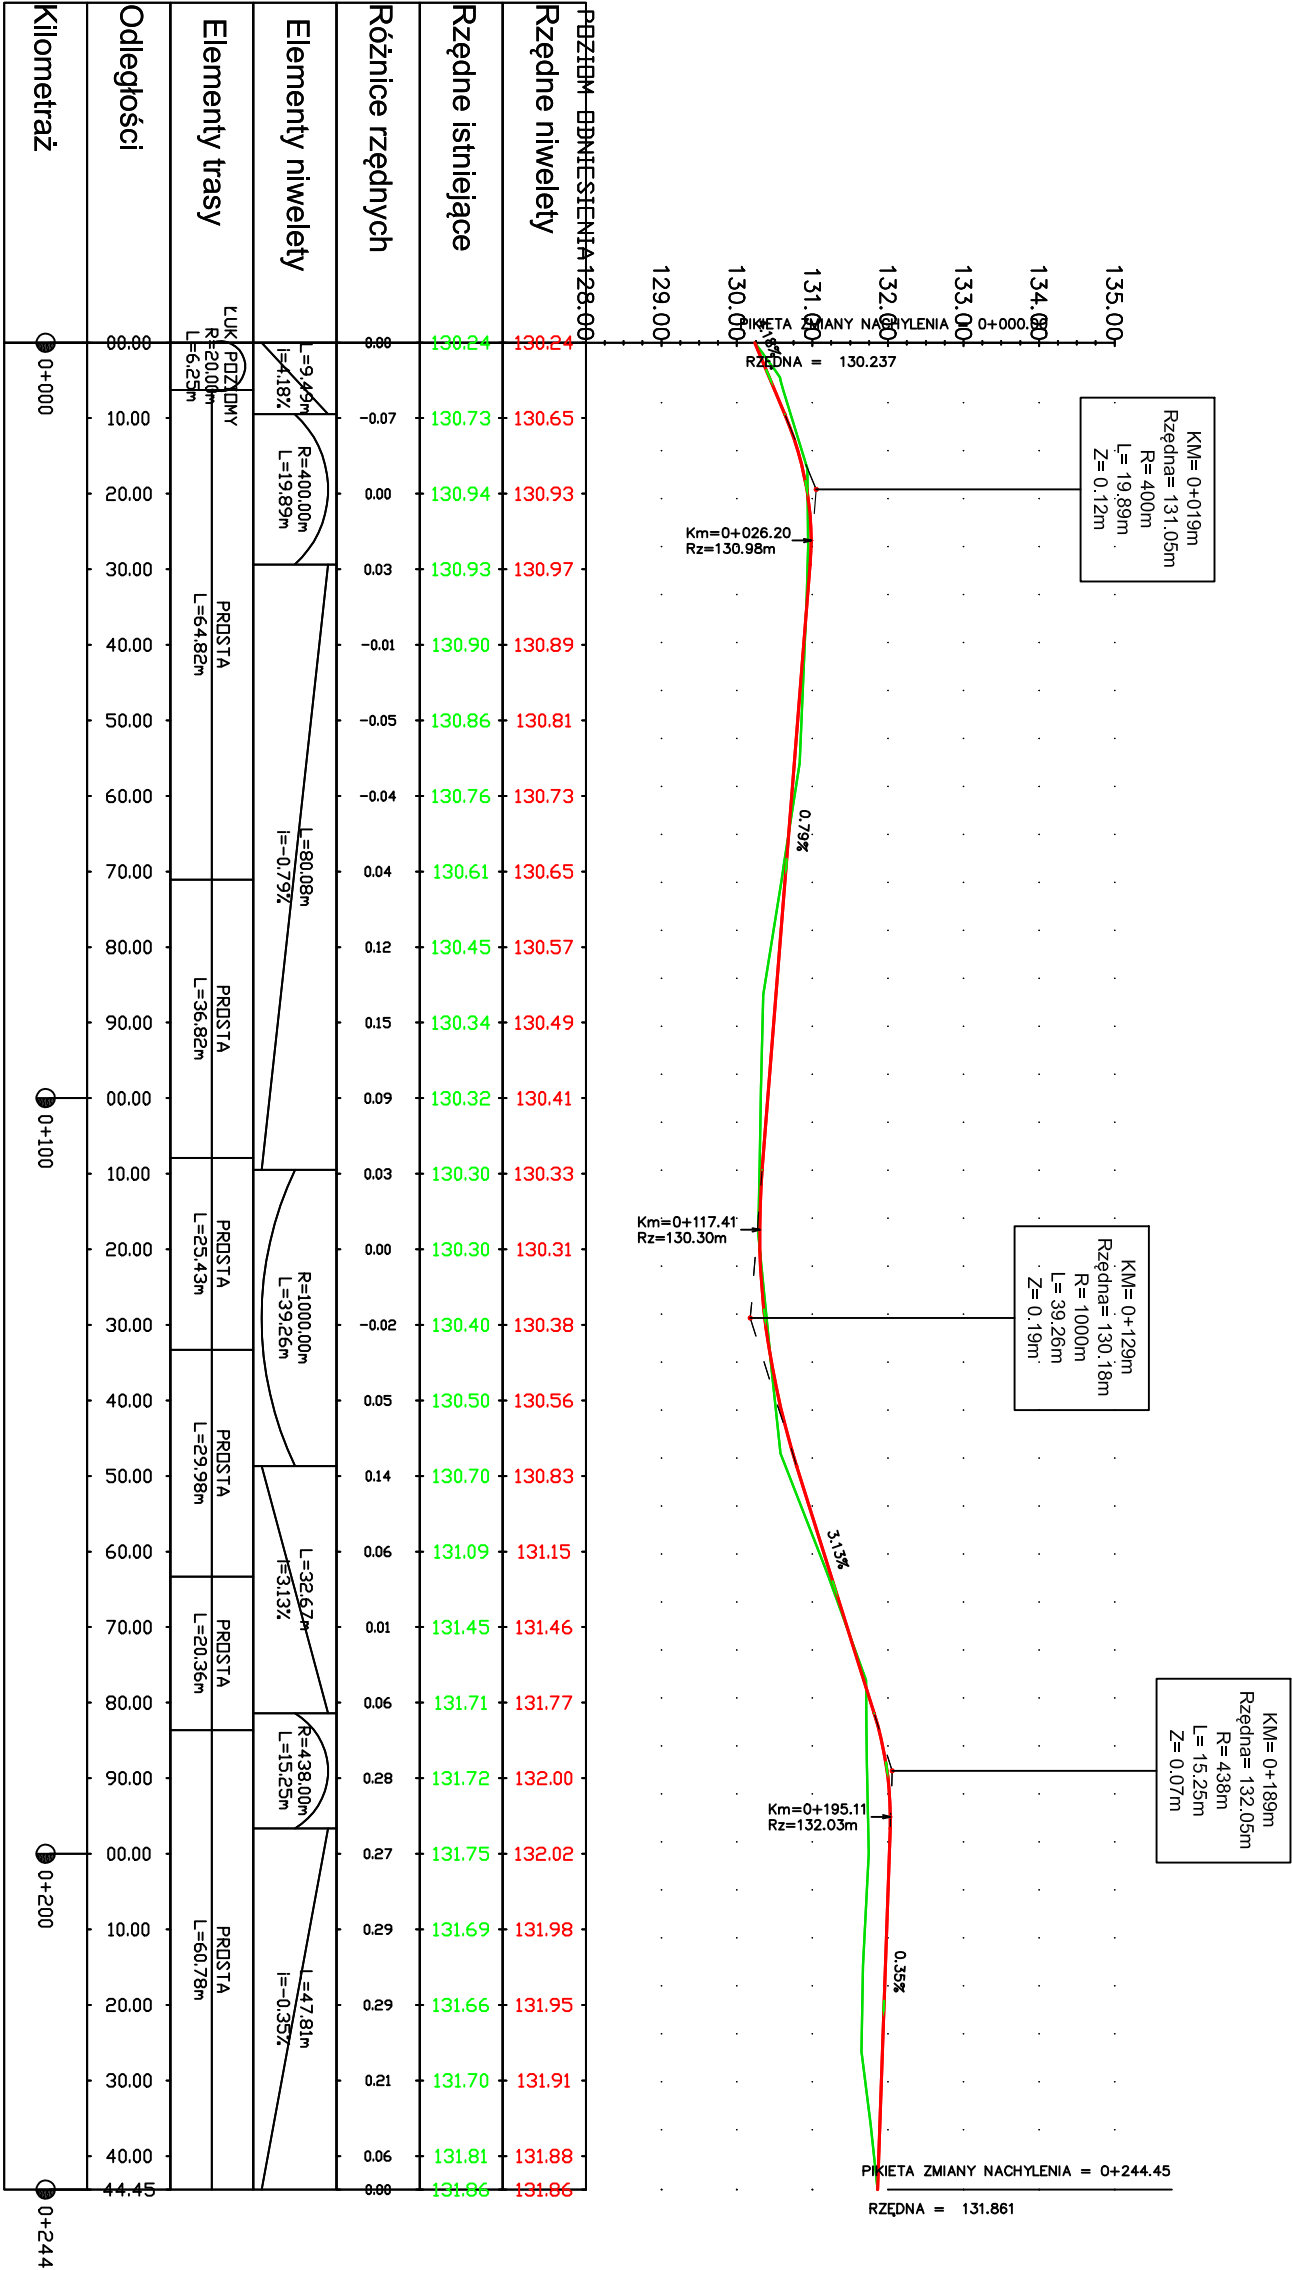 KM= 0+019m
Rzędna= 131.05m
R= 400m
L= 19.89m
Z= 0.12m
KM= 0+129m
Rzędna= 130.18m
R= 1000m
L= 39.26m
Z= 0.19m
KM= 0+189m
Rzędna= 132.05m
R= 438m
L= 15.25m
Z= 0.07m
135.00
134.00
133.00
132.00
131.00
130.00
129.00
POZIOM ODNIESIENIA 128.00
PIKIETA ZMIANY NACHYLENIA = 0+000.00
RZĘDNA = 130.237
4.18%
Km=0+026.20
Rz=130.98m
0.79%
Km=0+117.41
Rz=130.30m
3.13%
Km=0+195.11
Rz=132.03m
0.35%
PIKIETA ZMIANY NACHYLENIA = 0+244.45
RZĘDNA = 131.861
Rzędne niwelety
130.24 130.65 130.93 130.97 130.89 130.81 130.73 130.65 130.57 130.49 130.41 130.33 130.31 130.38 130.56 130.83 131.15 131.46 131.77 132.00 132.02 131.98 131.95 131.91 131.88 131.86
Rzędne istniejące
130.24 130.73 130.94 130.93 130.90 130.86 130.76 130.61 130.45 130.34 130.32 130.30 130.30 130.40 130.50 130.70 131.09 131.45 131.71 131.72 131.75 131.69 131.66 131.70 131.81 131.86
Różnice rzędnych
0.00 -0.07 0.00 0.03 -0.01 -0.05 -0.04 0.04 0.12 0.15 0.09 0.03 0.00 -0.02 0.05 0.14 0.06 0.01 0.06 0.28 0.27 0.29 0.29 0.21 0.06 0.00
Elementy niwelety
L=9.49m
i=4.18%
R=400.00m
L=19.89m
L=80.08m
i=-0.79%
R=1000.00m
L=39.26m
L=32.67m
i=3.13%
R=438.00m
L=15.25m
L=47.81m
i=-0.35%
Elementy trasy
ŁUK POZIOMY
R=20.00m
L=6.25m
PROSTA
L=64.82m
PROSTA
L=36.82m
PROSTA
L=25.43m
PROSTA
L=29.98m
PROSTA
L=20.36m
PROSTA
L=60.78m
Odległości
00.00 10.00 20.00 30.00 40.00 50.00 60.00 70.00 80.00 90.00 00.00 10.00 20.00 30.00 40.00 50.00 60.00 70.00 80.00 90.00 00.00 10.00 20.00 30.00 40.00 44.45
Kilometraż
0+000 0+100 0+200 0+244